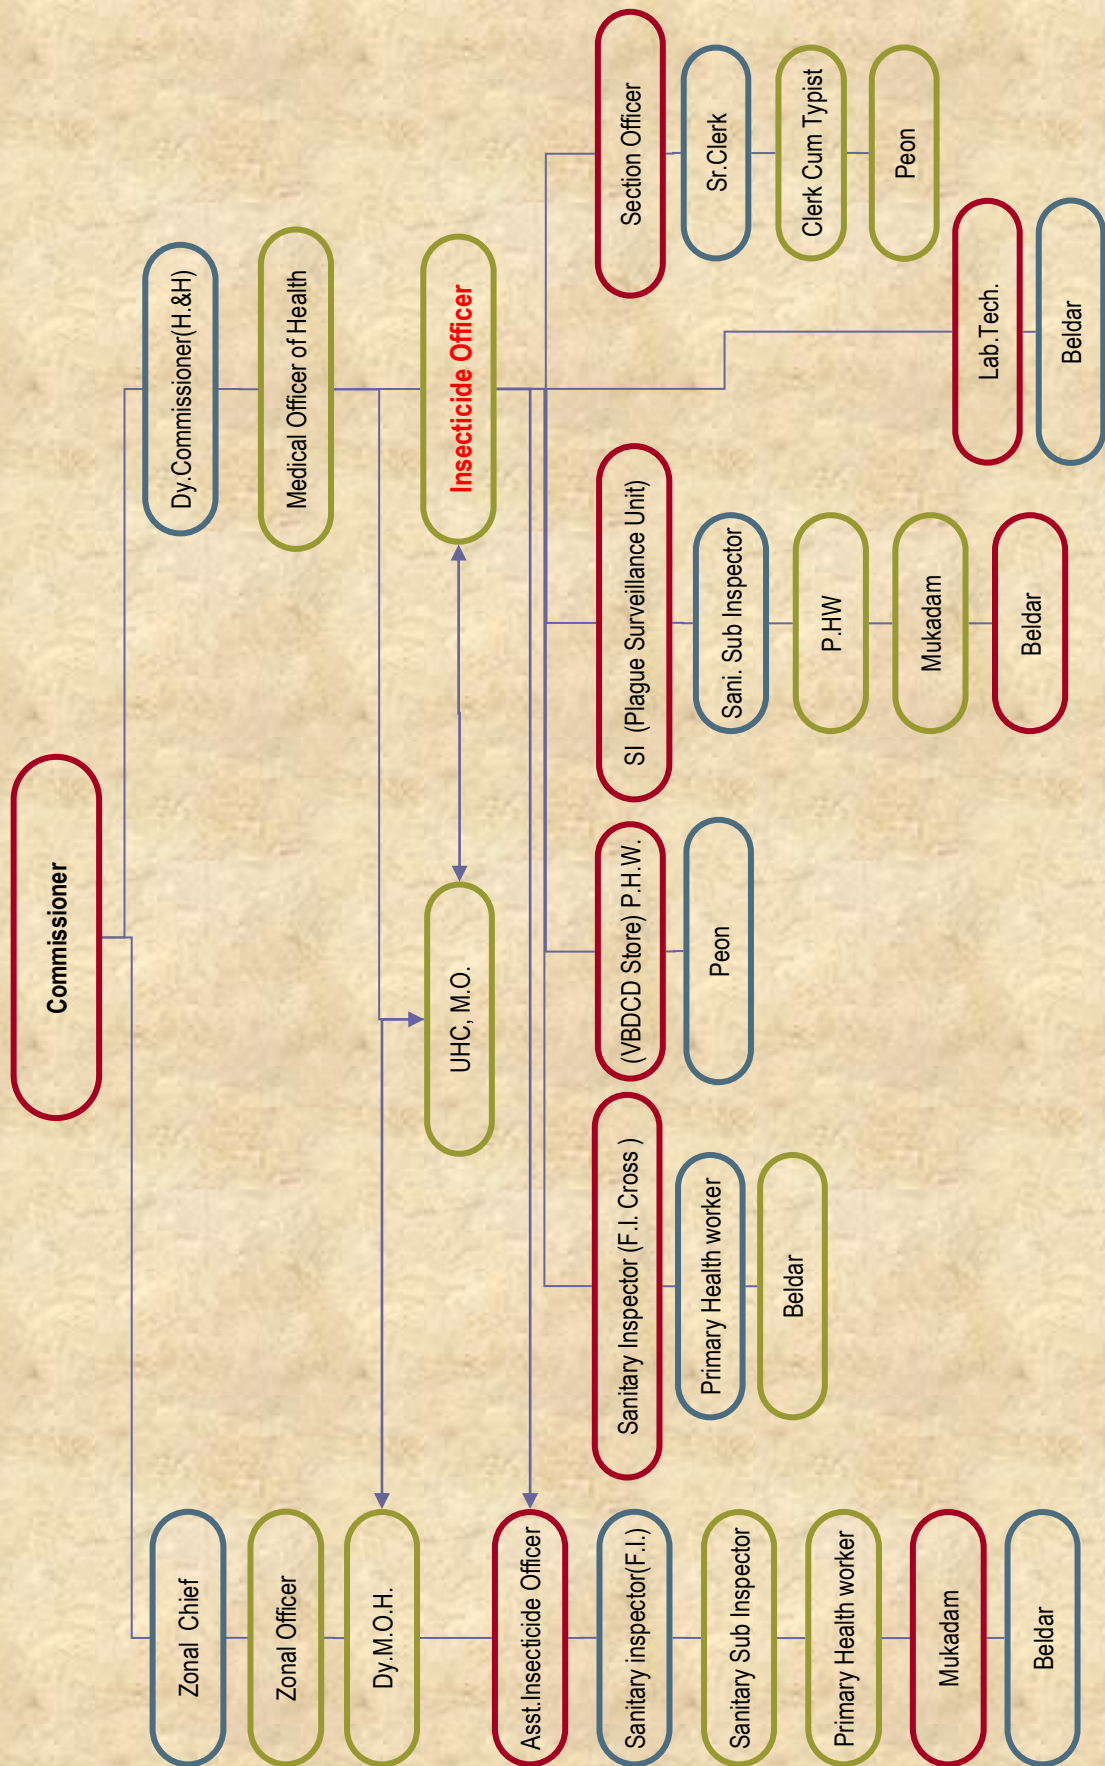 Commissioner
Zonal Chief
Zonal Officer
Dy.M.O.H.
Asst.Insecticide Officer
Sanitary inspector(F.I.)
Sanitary Sub Inspector
Primary Health worker
Mukadam
Beldar
Dy.Commissioner(H.&H)
Medical Officer of Health
UHC, M.O.
Insecticide Officer
Sanitary Inspector (F.I. Cross )
Primary Health worker
Beldar
(VBDCD Store) P.H.W.
Peon
SI (Plague Surveillance Unit)
Sani. Sub Inspector
P.HW
Mukadam
Beldar
Lab.Tech.
Beldar
Section Officer
Sr.Clerk
Clerk Cum Typist
Peon